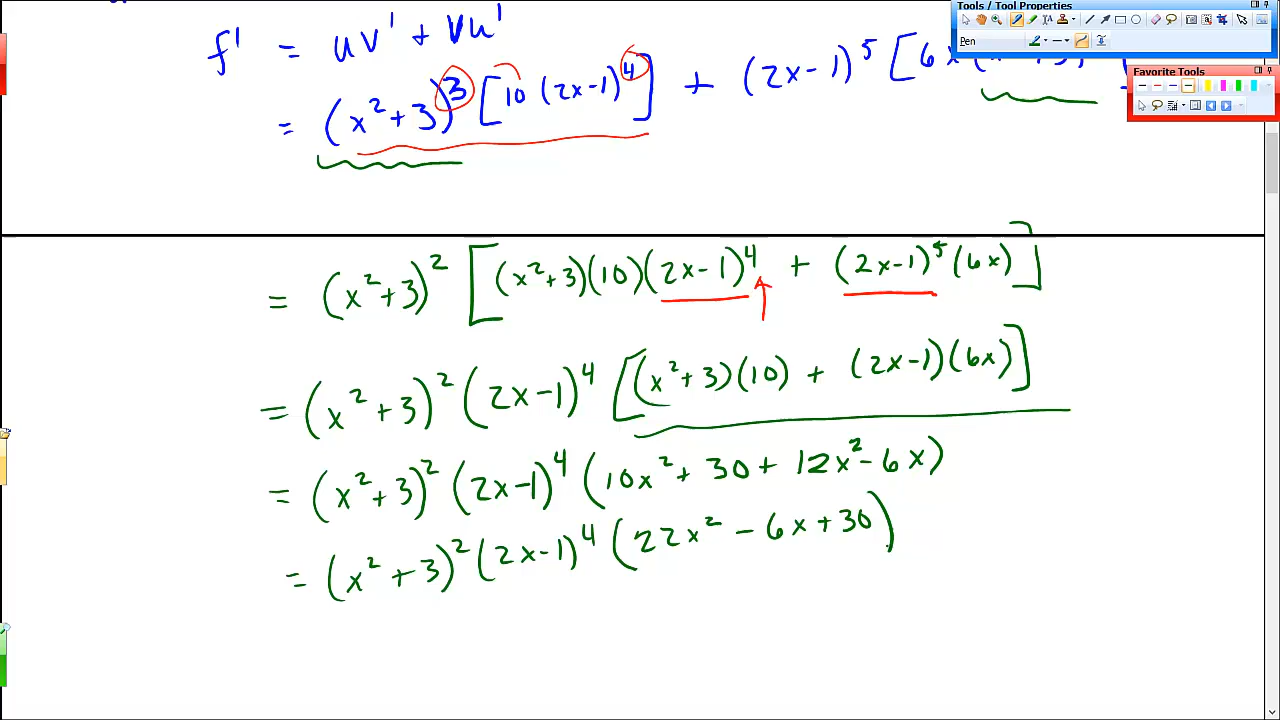 Tools / Tool Properties
f' = uv' + vu'
Pen
= (x²+3)³ [10 (2x-1)⁴] + (2x-1)⁵ [6x
Favorite Tools
= (x²+3)² [(x²+3)(10)(2x-1)⁴ + (2x-1)⁵(6x)]
= (x²+3)² (2x-1)⁴ [(x²+3)(10) + (2x-1)(6x)]
= (x²+3)² (2x-1)⁴ (10x² + 30 + 12x² - 6x)
= (x²+3)² (2x-1)⁴ (22x² - 6x + 30)